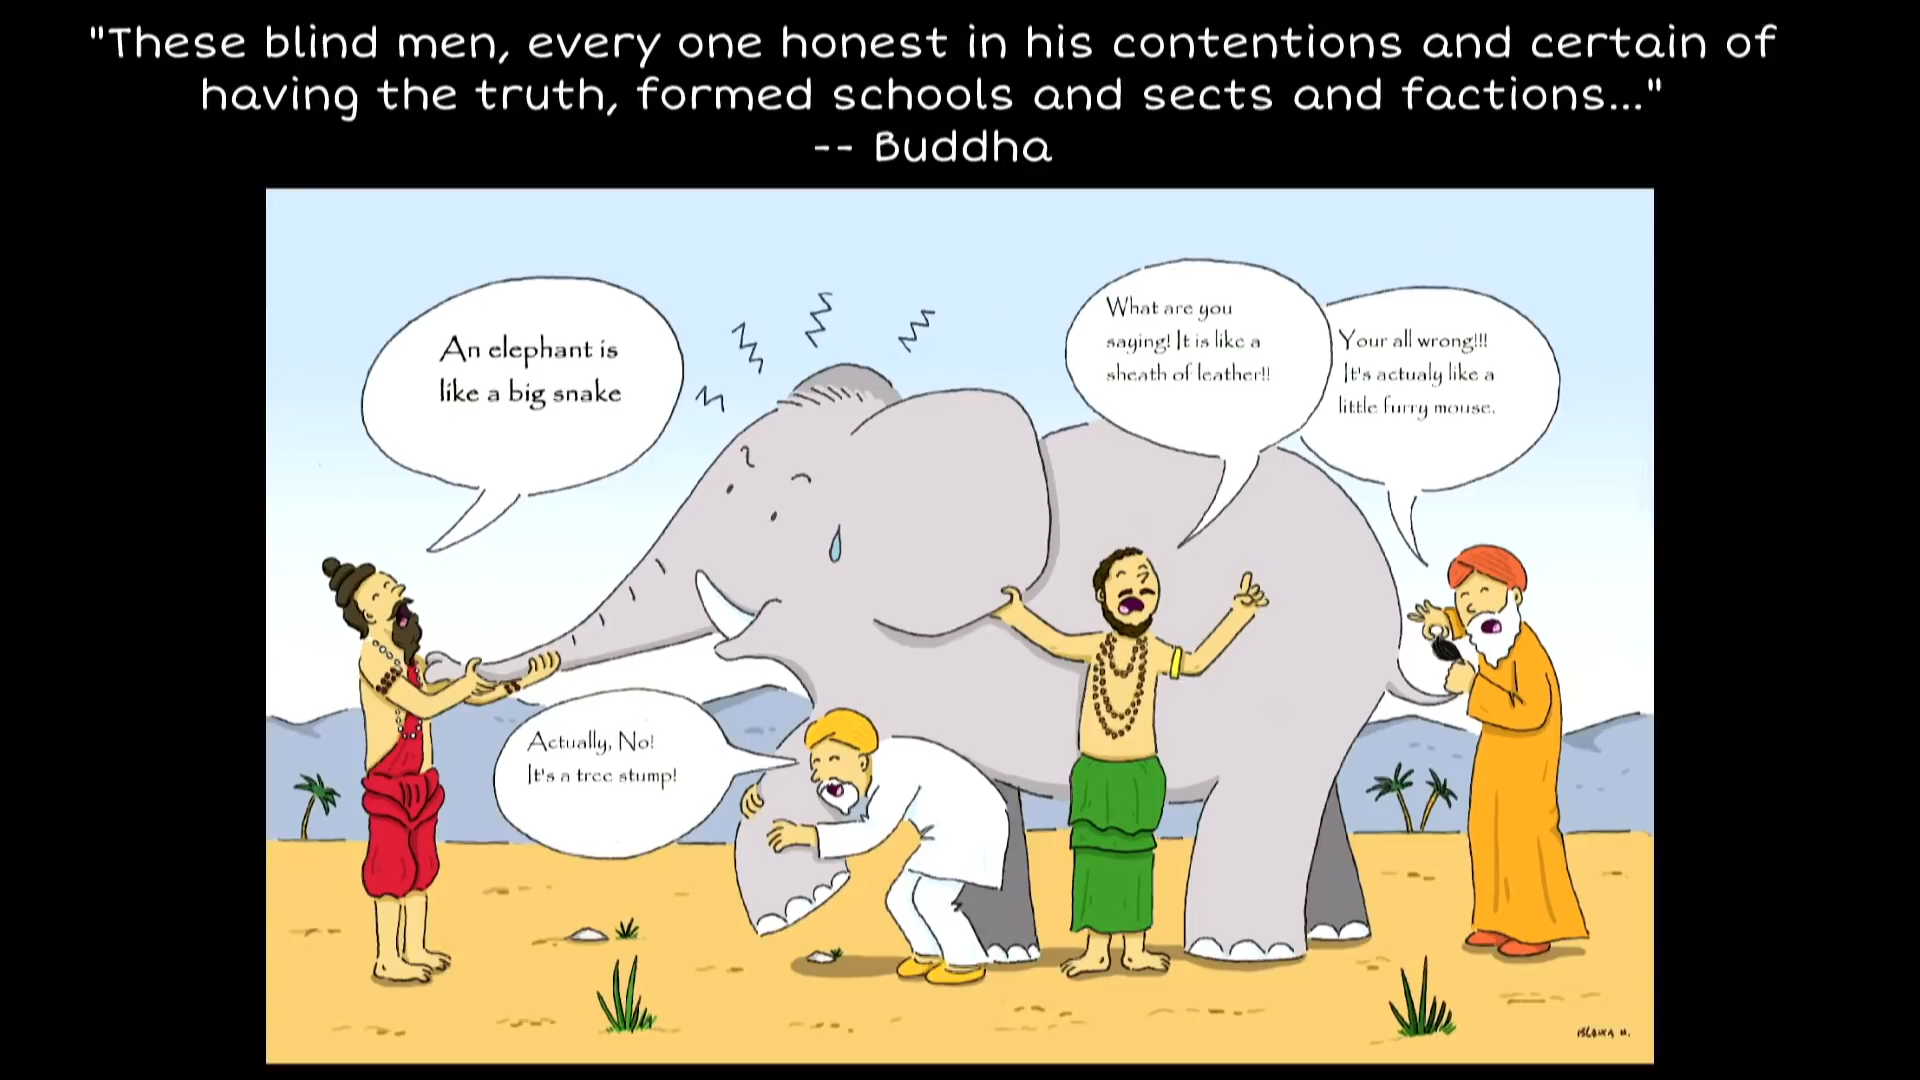 "These blind men, every one honest in his contentions and certain of
having the truth, formed schools and sects and factions..."
-- Buddha
An elephant is
like a big snake
What are you
saying! It is like a
sheath of leather!!
Your all wrong!!!
It's actualy like a
little furry mouse.
Actually, No!
It's a tree stump!